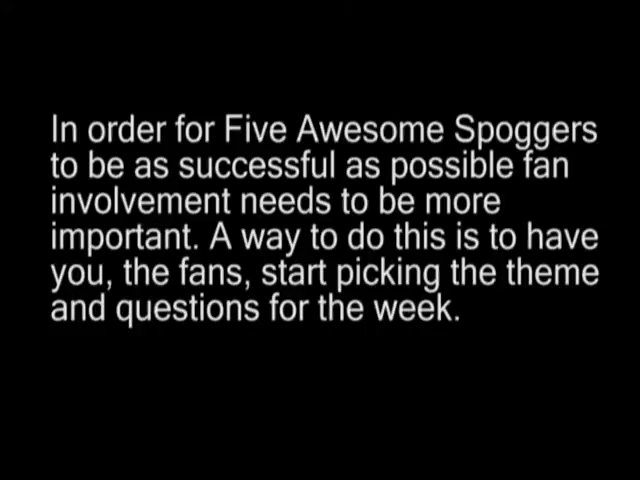 In order for Five Awesome Spoggers
to be as successful as possible fan
involvement needs to be more
important. A way to do this is to have
you, the fans, start picking the theme
and questions for the week.